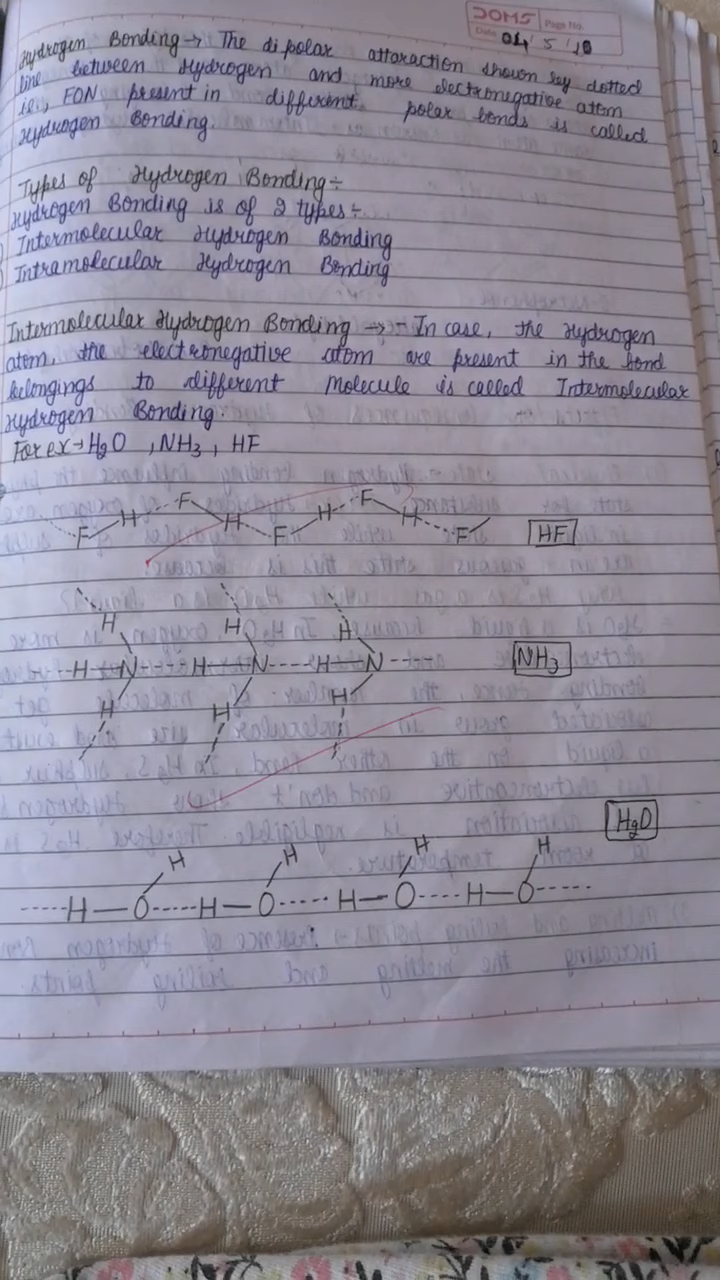 DOMS Page No.
Date 04 / 5 /
Hydrogen Bonding → The dipolar attaraction shown by dotted
line between Hydrogen and more electronegative atom
ie, FON present in different polar bonds is called
Hydrogen Bonding.
Types of Hydrogen Bonding ÷
Hydrogen Bonding is of 2 types ÷
Intermolecular Hydrogen Bonding
Intramolecular Hydrogen Bonding
Intermolecular Hydrogen Bonding → - In case, the Hydrogen
atom, the electronegative atom are present in the bond
belongings to different molecule is called Intermolecular
Hydrogen Bonding.
For ex → H2O , NH3 , HF
F H F H F H F H F HF
H H H
H N H N H N NH3
H H H
H2O
H H H H
H O H O H O H O